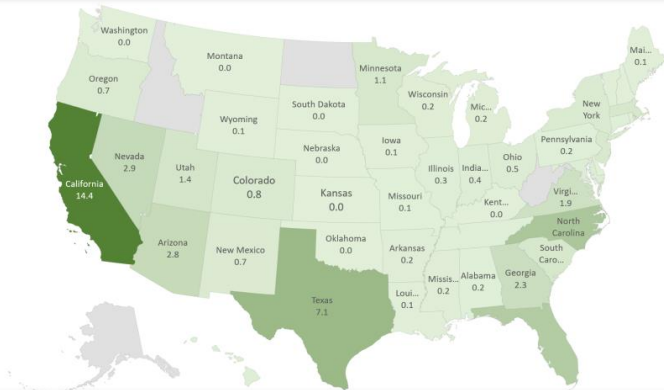 Washington
0.0
Montana
0.0
Mai...
0.1
Minnesota
1.1
Oregon
0.7
Wisconsin
0.2
Mic...
0.2
South Dakota
0.0
New
York
Wyoming
0.1
Iowa
0.1
Pennsylvania
0.2
Nebraska
0.0
Ohio
0.5
Nevada
2.9
Utah
1.4
Colorado
0.8
Illinois
0.3
India...
0.4
California
14.4
Kansas
0.0
Missouri
0.1
Virgi...
1.9
Kent...
0.0
North
Carolina
Arizona
2.8
New Mexico
0.7
Oklahoma
0.0
Arkansas
0.2
South
Caro...
Texas
7.1
Loui...
0.1
Missis...
0.2
Alabama
0.2
Georgia
2.3